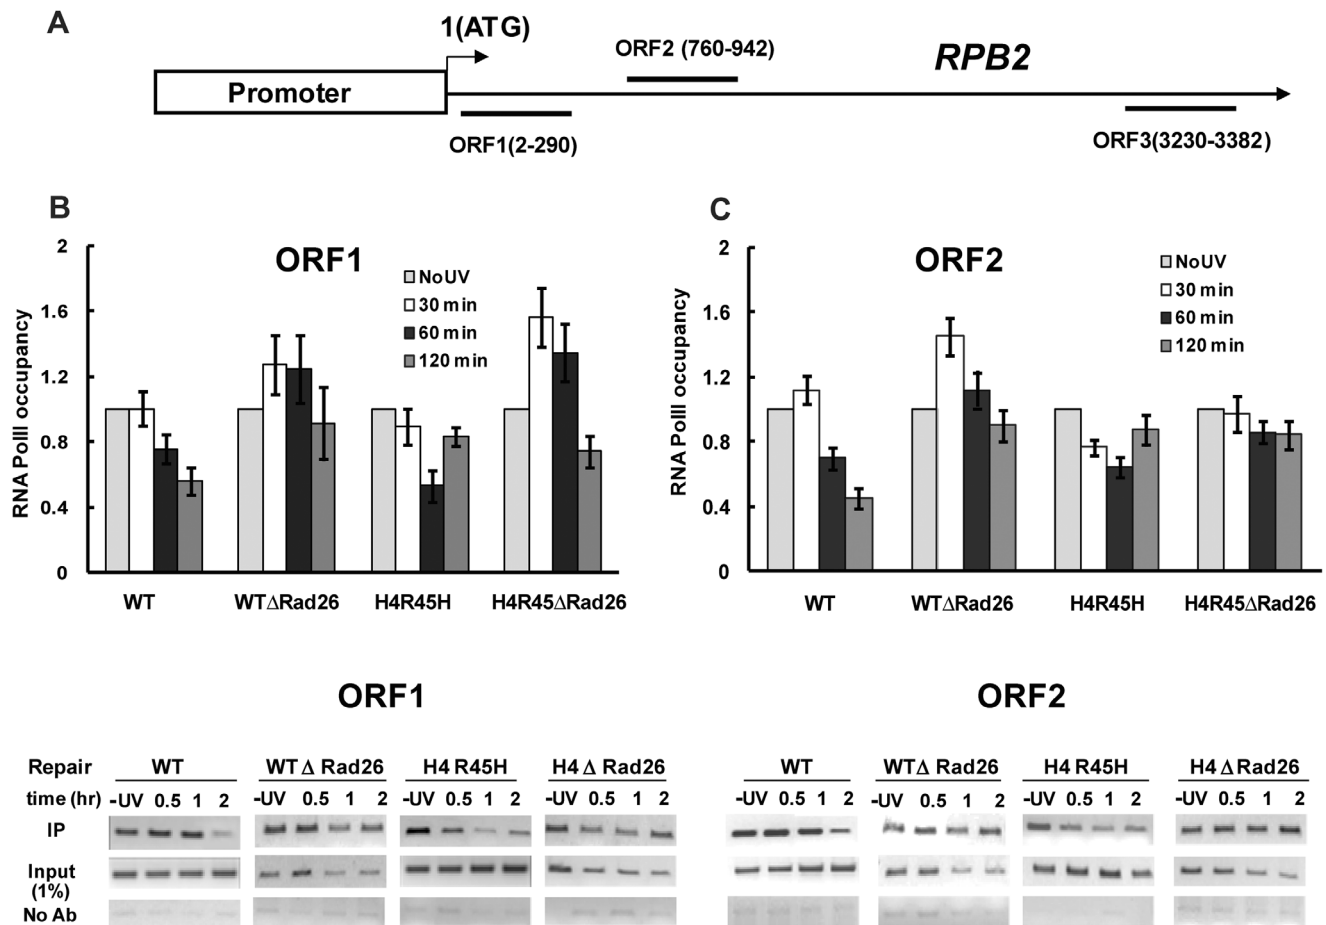 A
1(ATG)
ORF2 (760-942)
RPB2
Promoter
ORF1(2-290)
ORF3(3230-3382)
B
ORF1
RNA PolII occupancy
2
1.6
1.2
0.8
0.4
0
NoUV
30 min
60 min
120 min
WT
WTΔRad26
H4R45H
H4R45ΔRad26
C
ORF2
RNA PolII occupancy
2
1.6
1.2
0.8
0.4
0
NoUV
30 min
60 min
120 min
WT
WTΔRad26
H4R45H
H4R45ΔRad26
ORF1
Repair WT WT Δ Rad26 H4 R45H H4 Δ Rad26
time (hr) -UV 0.5 1 2 -UV 0.5 1 2 -UV 0.5 1 2 -UV 0.5 1 2
IP
Input
(1%)
No Ab
ORF2
WT WTΔ Rad26 H4 R45H H4 Δ Rad26
-UV 0.5 1 2 -UV 0.5 1 2 -UV 0.5 1 2 -UV 0.5 1 2